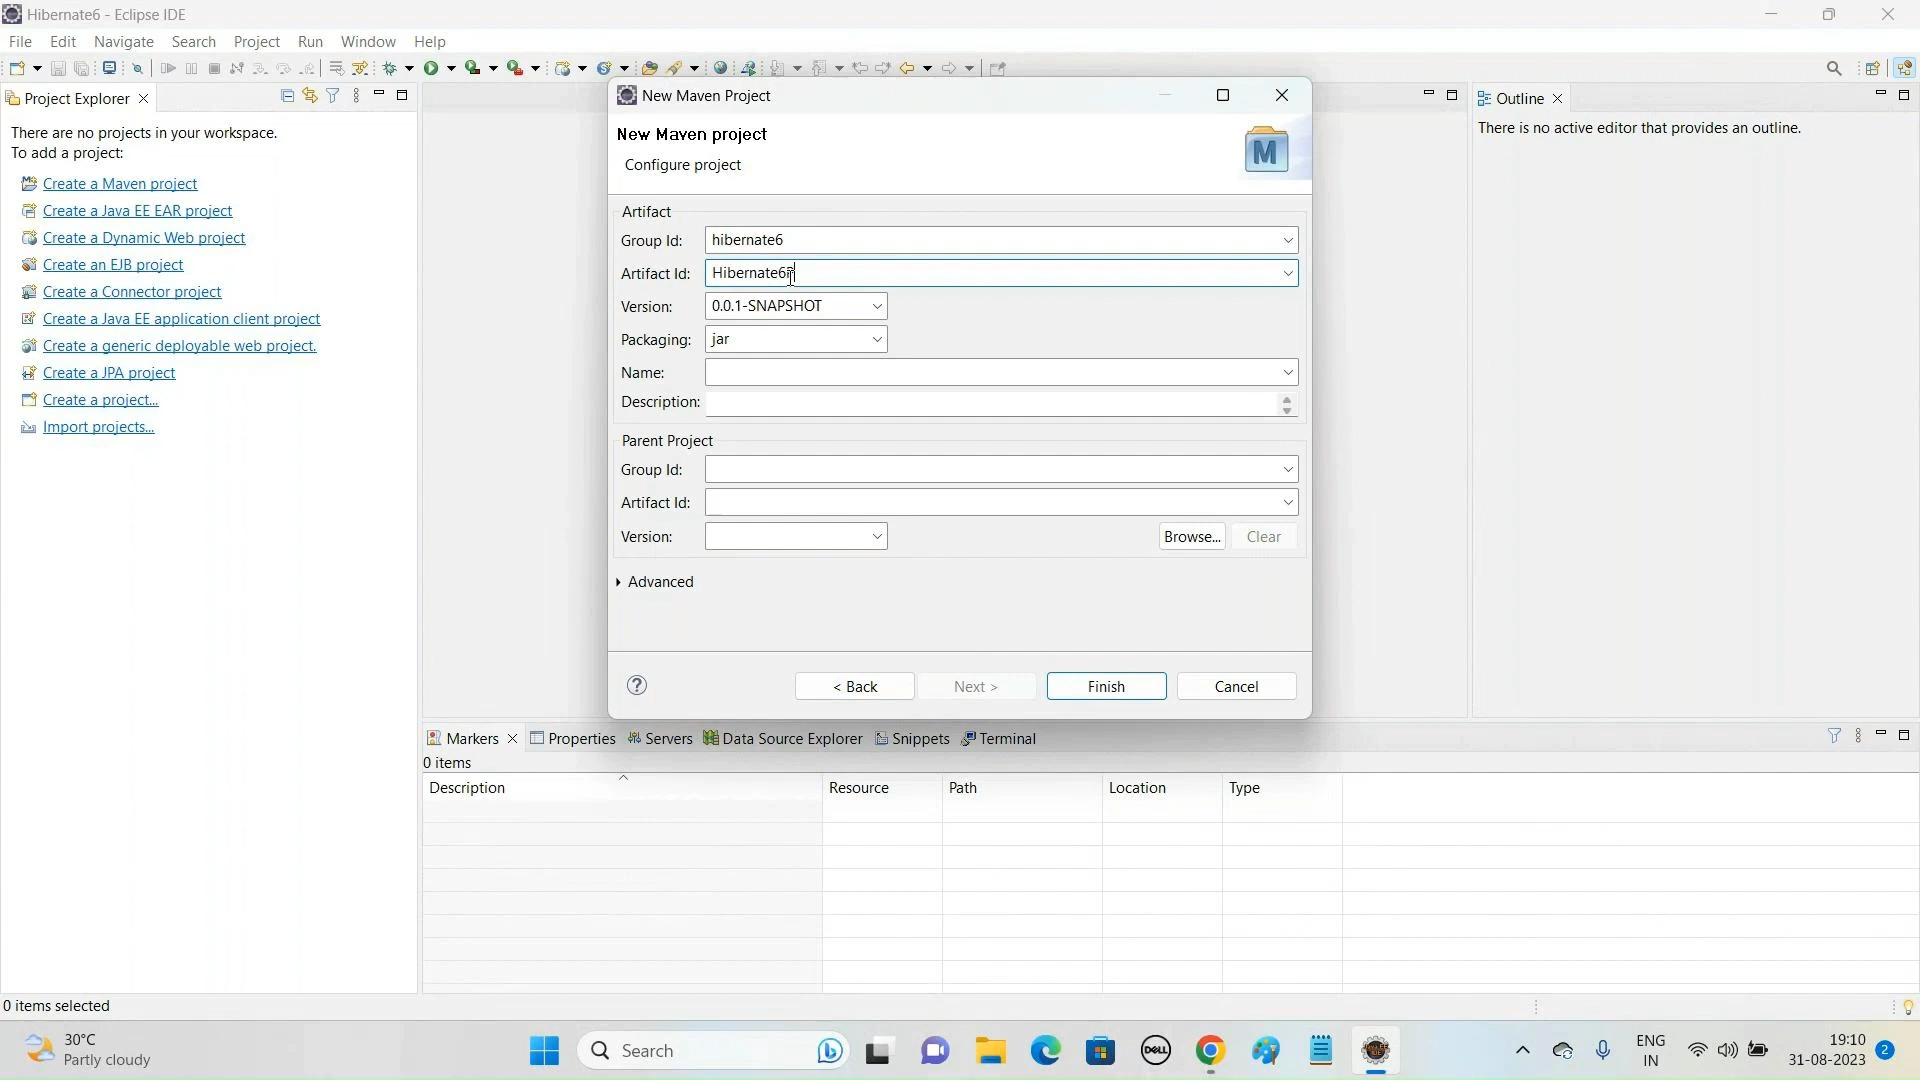 Hibernate6 - Eclipse IDE
File Edit Navigate Search Project Run Window Help
Project Explorer
There are no projects in your workspace.
To add a project:
Create a Maven project
Create a Java EE EAR project
Create a Dynamic Web project
Create an EJB project
Create a Connector project
Create a Java EE application client project
Create a generic deployable web project.
Create a JPA project
Create a project...
Import projects...
New Maven Project
New Maven project
Configure project
M
Artifact
Group Id: hibernate6
Artifact Id:
Version: 0.0.1-SNAPSHOT
Packaging: jar
Name:
Description:
Parent Project
Group Id:
Artifact Id:
Version:
Browse... Clear
Advanced
? < Back Next > Finish Cancel
Outline
There is no active editor that provides an outline.
Markers Properties Servers Data Source Explorer Snippets Terminal
0 items
Description Resource Path Location Type
0 items selected
30°C
Partly cloudy
Search
DELL
ENG
IN
19:10
31-08-2023
2